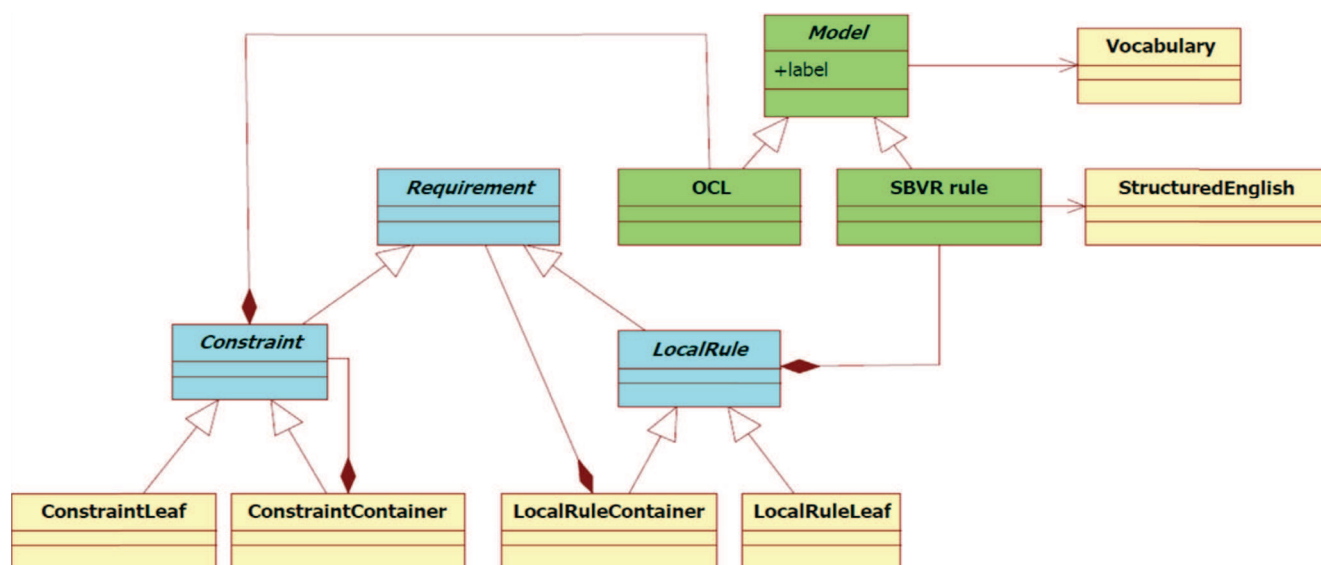 Model
+label
Vocabulary
Requirement
OCL
SBVR rule
StructuredEnglish
Constraint
LocalRule
ConstraintLeaf
ConstraintContainer
LocalRuleContainer
LocalRuleLeaf